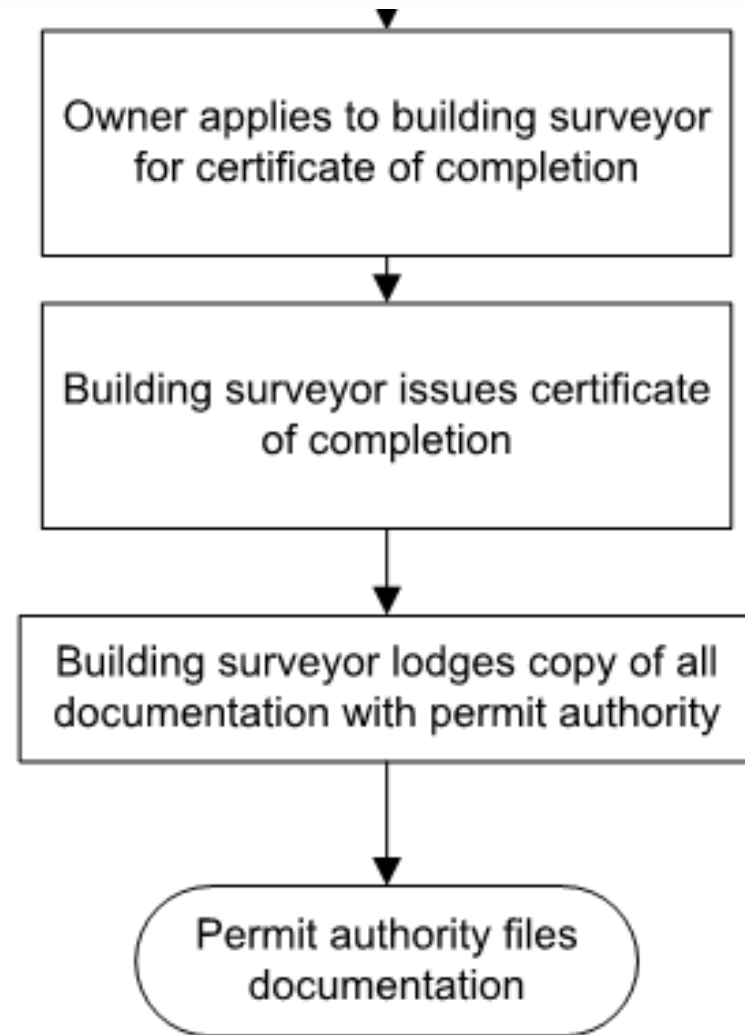 Owner applies to building surveyor
for certificate of completion
Building surveyor issues certificate
of completion
Building surveyor lodges copy of all
documentation with permit authority
Permit authority files
documentation